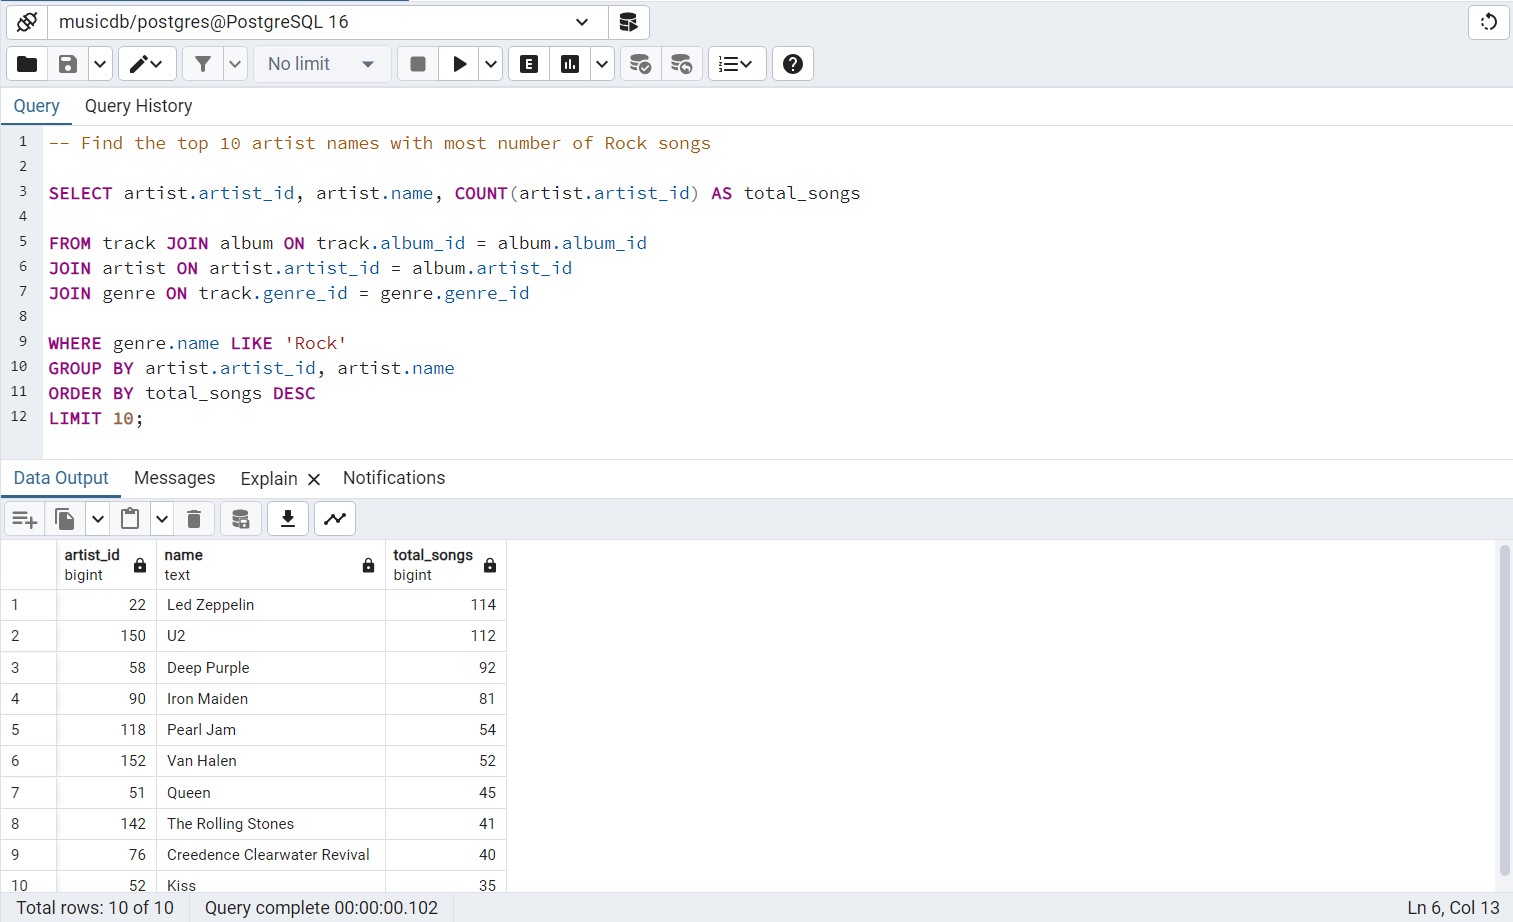 musicdb/postgres@PostgreSQL 16
No limit
E
Query Query History
1 -- Find the top 10 artist names with most number of Rock songs
2
3 SELECT artist.artist_id, artist.name, COUNT(artist.artist_id) AS total_songs
4
5 FROM track JOIN album ON track.album_id = album.album_id
6 JOIN artist ON artist.artist_id = album.artist_id
7 JOIN genre ON track.genre_id = genre.genre_id
8
9 WHERE genre.name LIKE 'Rock'
10 GROUP BY artist.artist_id, artist.name
11 ORDER BY total_songs DESC
12 LIMIT 10;
Data Output Messages Explain Notifications
artist_id name total_songs
bigint text bigint
1 22 Led Zeppelin 114
2 150 U2 112
3 58 Deep Purple 92
4 90 Iron Maiden 81
5 118 Pearl Jam 54
6 152 Van Halen 52
7 51 Queen 45
8 142 The Rolling Stones 41
9 76 Creedence Clearwater Revival 40
10 52 Kiss 35
Total rows: 10 of 10 Query complete 00:00:00.102 Ln 6, Col 13